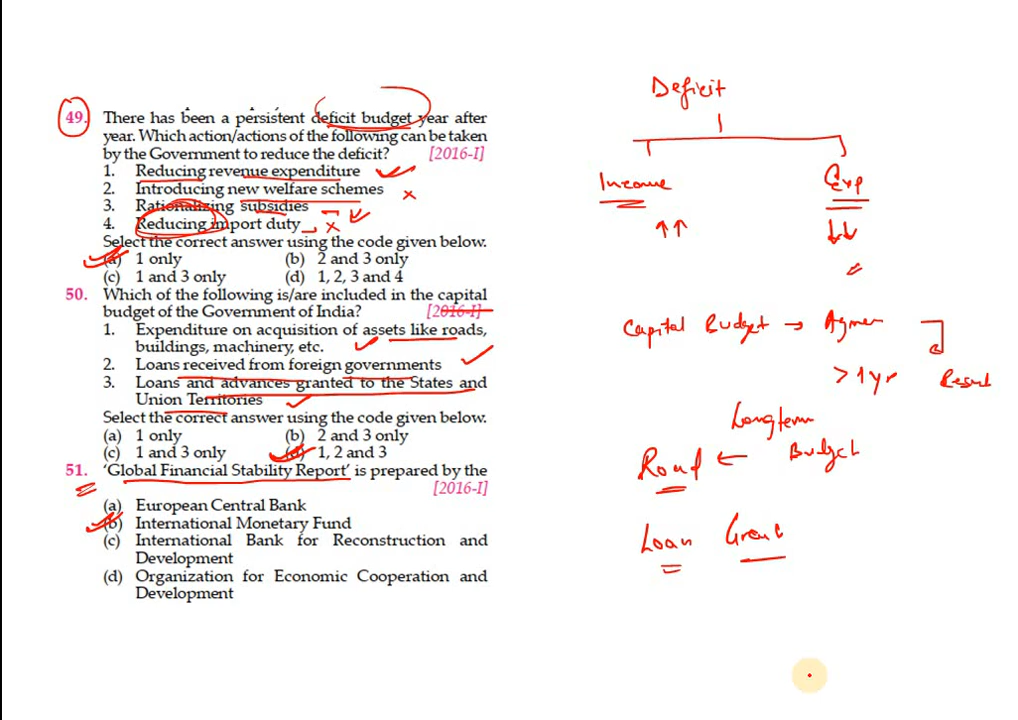 49. There has been a persistent deficit budget year after
year. Which action/actions of the following can be taken
by the Government to reduce the deficit? [2016-I]
1. Reducing revenue expenditure
2. Introducing new welfare schemes
3. Rationalizing subsidies
4. Reducing import duty
Select the correct answer using the code given below.
(a) 1 only (b) 2 and 3 only
(c) 1 and 3 only (d) 1, 2, 3 and 4
50. Which of the following is/are included in the capital
budget of the Government of India? [2016-I]
1. Expenditure on acquisition of assets like roads,
buildings, machinery, etc.
2. Loans received from foreign governments
3. Loans and advances granted to the States and
Union Territories
Select the correct answer using the code given below.
(a) 1 only (b) 2 and 3 only
(c) 1 and 3 only (d) 1, 2 and 3
51. 'Global Financial Stability Report' is prepared by the
[2016-I]
(a) European Central Bank
(b) International Monetary Fund
(c) International Bank for Reconstruction and
Development
(d) Organization for Economic Cooperation and
Development
Deficit
Income Exp
Capital Budget →
> 1 yr
Longterm
← Budget
Loan